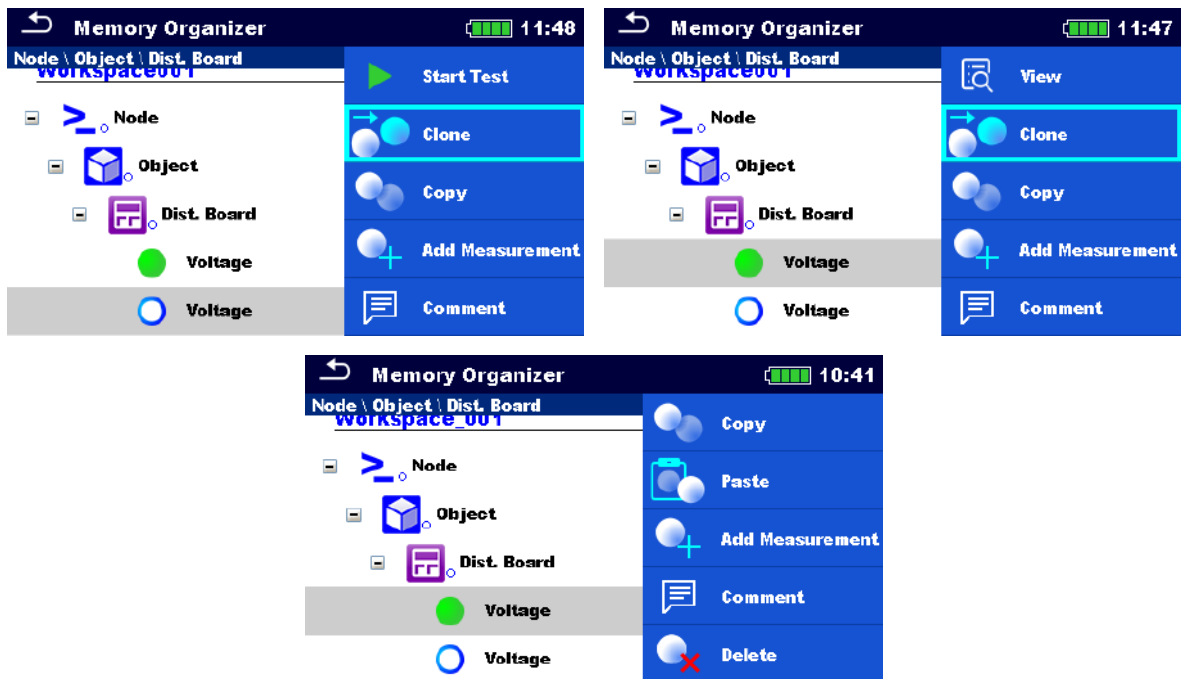 Memory Organizer 11:48
Node \ Object \ Dist. Board
Workspace001
Start Test
Node
Clone
Object
Copy
Dist. Board
Add Measurement
Voltage
Comment
Voltage
Memory Organizer 11:47
Node \ Object \ Dist. Board
Workspace001
View
Node
Clone
Object
Copy
Dist. Board
Add Measurement
Voltage
Comment
Voltage
Memory Organizer 10:41
Node \ Object \ Dist. Board
Workspace_001
Copy
Node
Paste
Object
Add Measurement
Dist. Board
Comment
Voltage
Delete
Voltage